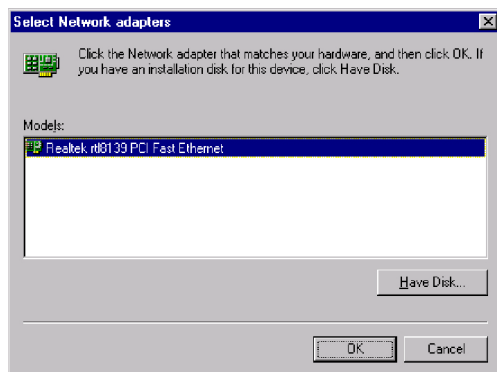 Select Network adapters
Click the Network adapter that matches your hardware, and then click OK. If
you have an installation disk for this device, click Have Disk.
Models:
Realtek rtl8139 PCI Fast Ethernet
Have Disk...
OK
Cancel